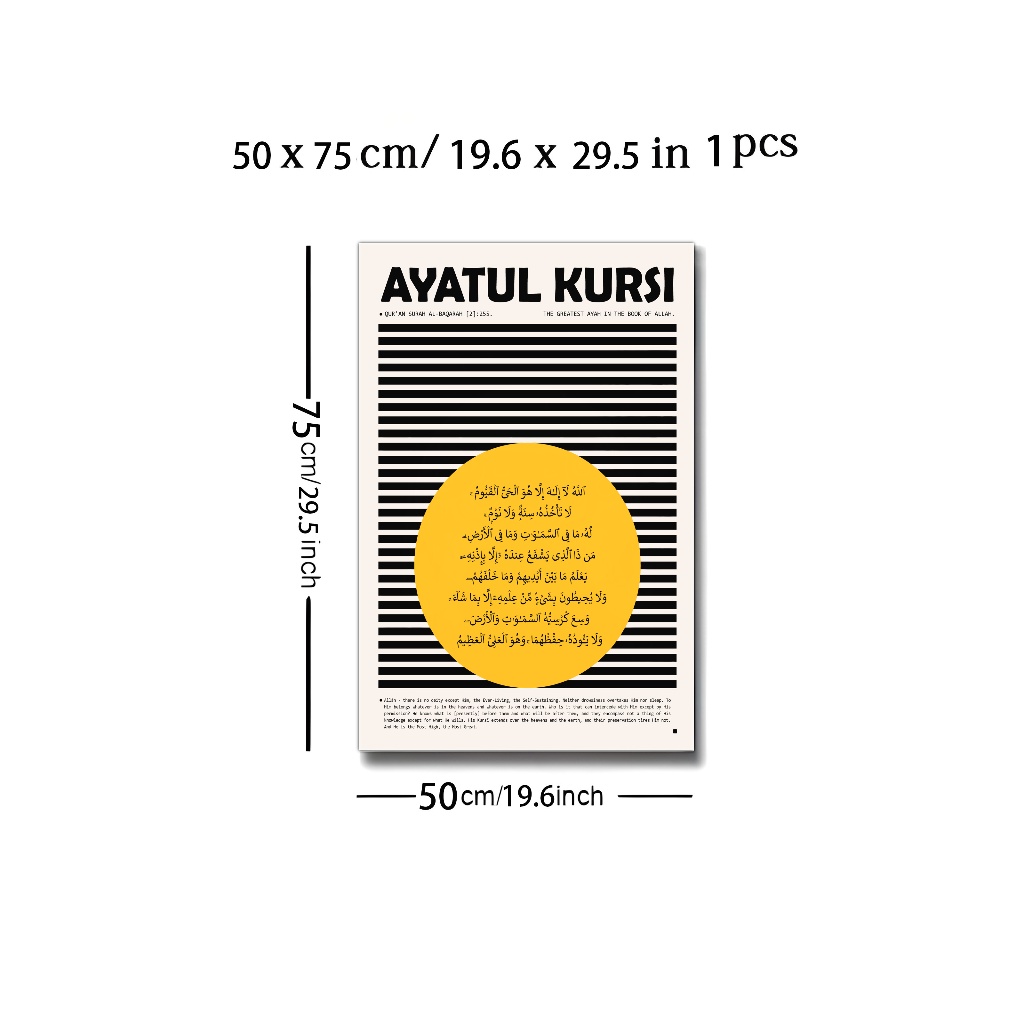 50 x 75 cm/ 19.6 x 29.5 in 1 pcs
AYATUL KURSI
QUR'AN SURAH AL-BAQARAH [2]:255.
THE GREATEST AYAH IN THE BOOK OF ALLAH.
ٱللَّهُ لَآ إِلَـٰهَ إِلَّا هُوَ ٱلْحَىُّ ٱلْقَيُّومُ ۚ
لَا تَأْخُذُهُۥ سِنَةٌ وَلَا نَوْمٌ ۚ
لَّهُۥ مَا فِى ٱلسَّمَـٰوَٰتِ وَمَا فِى ٱلْأَرْضِ ۗ
مَن ذَا ٱلَّذِى يَشْفَعُ عِندَهُۥٓ إِلَّا بِإِذْنِهِۦ ۚ
يَعْلَمُ مَا بَيْنَ أَيْدِيهِمْ وَمَا خَلْفَهُمْ ۖ
وَلَا يُحِيطُونَ بِشَىْءٍ مِّنْ عِلْمِهِۦٓ إِلَّا بِمَا شَآءَ ۚ
وَسِعَ كُرْسِيُّهُ ٱلسَّمَـٰوَٰتِ وَٱلْأَرْضَ ۖ
وَلَا يَـُٔودُهُۥ حِفْظُهُمَا ۚ وَهُوَ ٱلْعَلِىُّ ٱلْعَظِيمُ
there is no deity except Him, the Ever-Living, the Self-Sustaining. Neither drowsiness overtakes Him nor sleep. To
Him belongs whatever is in the heavens and whatever is on the earth. Who is it that can intercede with Him except by His
permission? He knows what is [presently] before them and what will be after them, and they encompass not a thing of His
knowledge except for what He wills. His Kursi extends over the heavens and the earth, and their preservation tires Him not.
And He is the Most High, the Most Great.
75cm/29.5inch
50cm/19.6inch